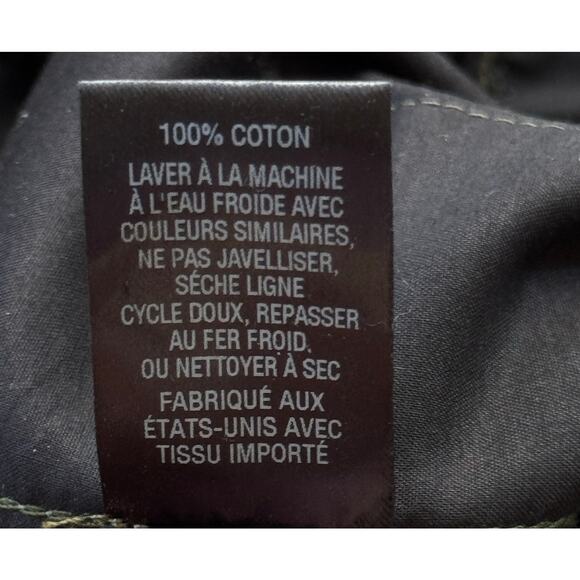 100% COTON
LAVER À LA MACHINE
À L'EAU FROIDE AVEC
COULEURS SIMILAIRES,
NE PAS JAVELLISER,
SÉCHE LIGNE
CYCLE DOUX, REPASSER
AU FER FROID.
OU NETTOYER À SEC
FABRIQUÉ AUX
ÉTATS-UNIS AVEC
TISSU IMPORTÉ